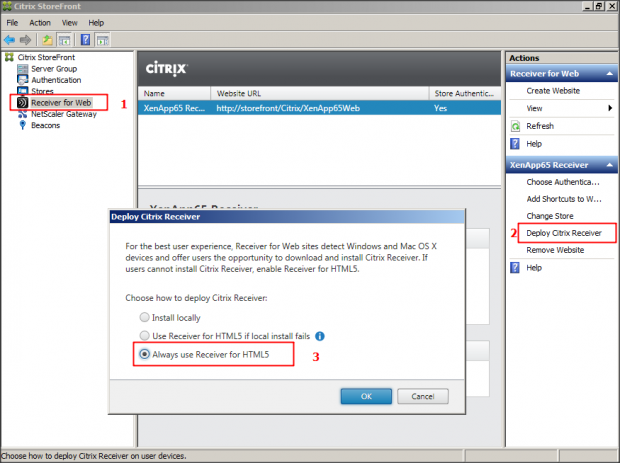 Citrix StoreFront
File Action View Help
Citrix StoreFront
Server Group
Authentication
Stores
Receiver for Web
1
NetScaler Gateway
Beacons
CITRIX
Name Website URL Store Authentic...
XenApp65 Rec... http://storefront/Citrix/XenApp65Web Yes
Actions
Receiver for Web
Create Website
View
Refresh
Help
XenApp65 Receiver
Choose Authentica...
Add Shortcuts to W...
Change Store
2
Deploy Citrix Receiver
Remove Website
Help
Deploy Citrix Receiver
For the best user experience, Receiver for Web sites detect Windows and Mac OS X
devices and offer users the opportunity to download and install Citrix Receiver. If
users cannot install Citrix Receiver, enable Receiver for HTML5.
Choose how to deploy Citrix Receiver:
Install locally
Use Receiver for HTML5 if local install fails
Always use Receiver for HTML5
3
OK Cancel
Choose how to deploy Citrix Receiver on user devices.